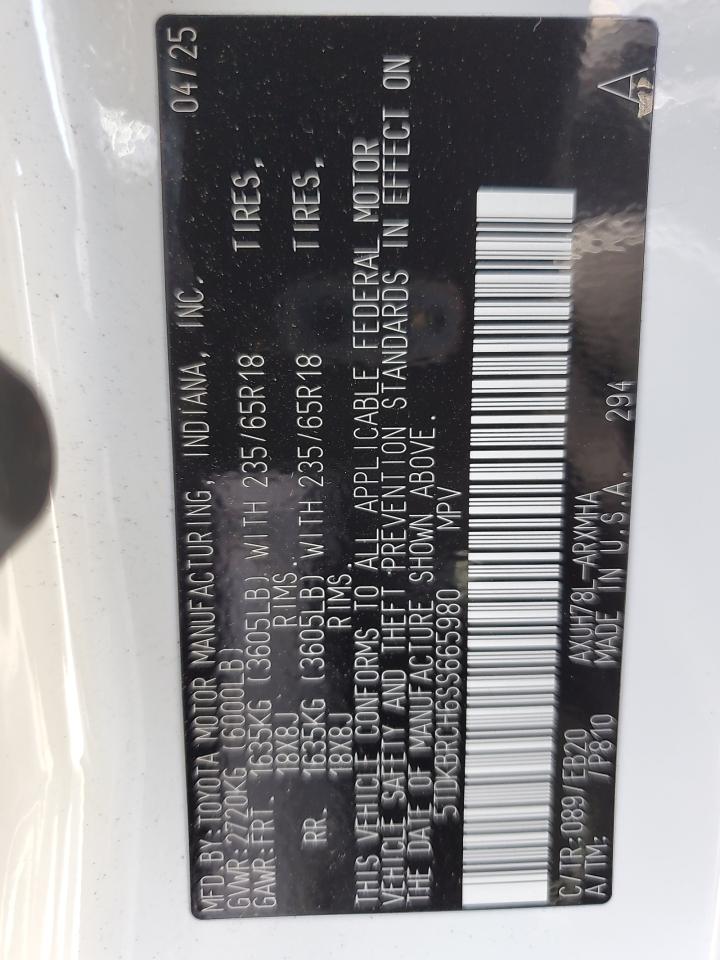 MFD.BY:TOYOTA MOTOR MANUFACTURING, INDIANA, INC. 04/25
GVWR:2720KG (6000LB)
GAWR:FRT. 1635KG (3605LB) WITH 235/65R18 TIRES,
18X8J RIMS.
RR. 1635KG (3605LB) WITH 235/65R18 TIRES,
18X8J RIMS.
THIS VEHICLE CONFORMS TO ALL APPLICABLE FEDERAL MOTOR
VEHICLE SAFETY AND THEFT PREVENTION STANDARDS IN EFFECT ON
THE DATE OF MANUFACTURE SHOWN ABOVE.
5TDKBRCH6SS665980 MPV
C/TR:089/EB20 AXUH78L-ARXMHA
A/TM: /P810 MADE IN U.S.A. 294 A